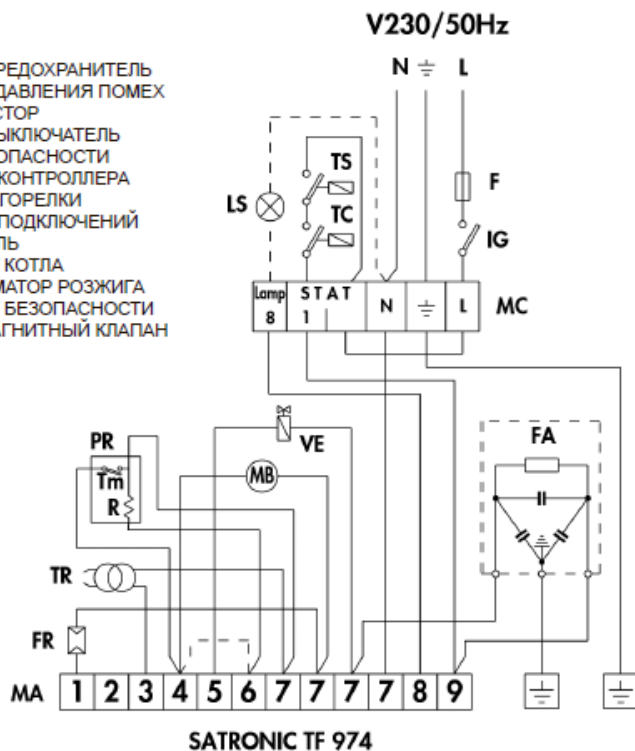 V230/50Hz
N L
РЕДОХРАНИТЕЛЬ
ДАВЛЕНИЯ ПОМЕХ
СТОР
ЫКЛЮЧАТЕЛЬ
ОПАСНОСТИ
КОНТРОЛЛЕРА
ГОРЕЛКИ
ПОДКЛЮЧЕНИЙ
ЛЬ
КОТЛА
МАТОР РОЗЖИГА
БЕЗОПАСНОСТИ
АГНИТНЫЙ КЛАПАН
TS
F
LS
TC
IG
Lamp STAT N L MC
8 1
FA
PR
VE
Tm
MB
R
TR
FR
MA 1 2 3 4 5 6 7 7 7 7 8 9
SATRONIC TF 974